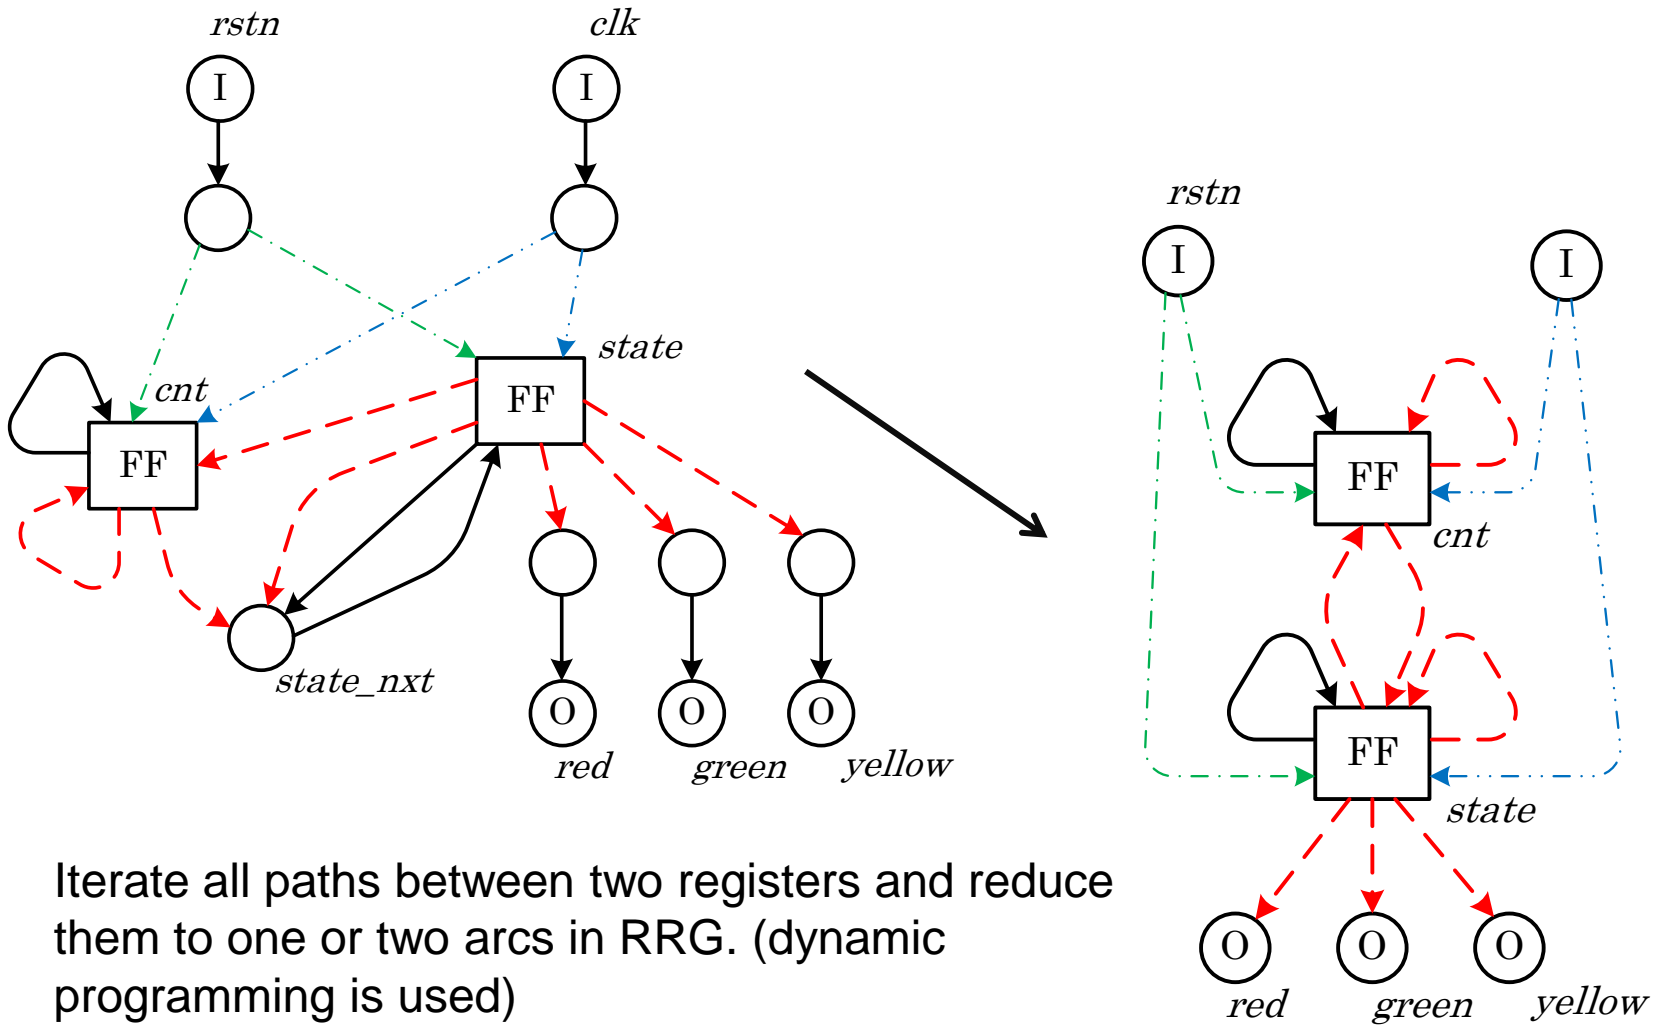 rstn
clk
I
I
rstn
I
I
state
cnt
FF
FF
FF
cnt
state_nxt
O
O
O
red
green
yellow
FF
state
Iterate all paths between two registers and reduce
them to one or two arcs in RRG. (dynamic
programming is used)
O
O
O
red
green
yellow